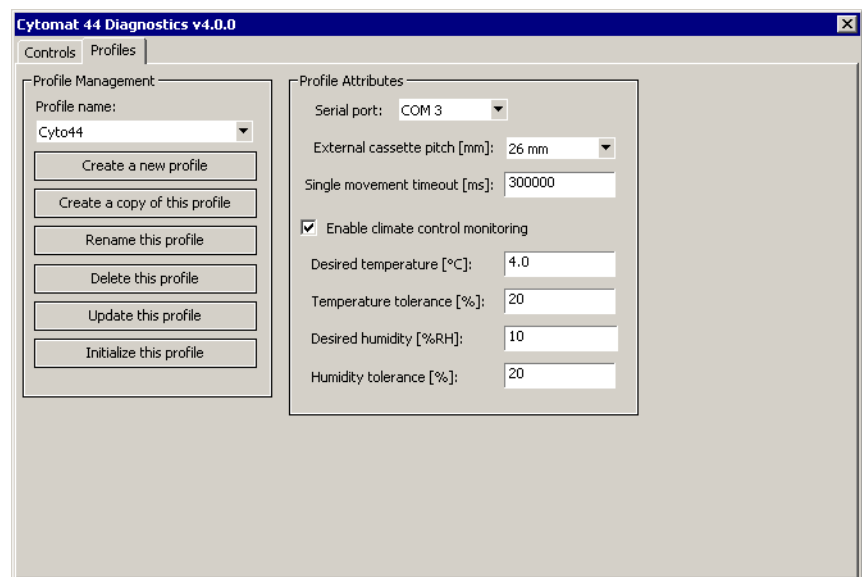 Cytomat 44 Diagnostics v4.0.0
Controls Profiles
Profile Management
Profile name:
Cyto44
Create a new profile
Create a copy of this profile
Rename this profile
Delete this profile
Update this profile
Initialize this profile
Profile Attributes
Serial port: COM 3
External cassette pitch [mm]: 26 mm
Single movement timeout [ms]: 300000
Enable climate control monitoring
Desired temperature [°C]: 4.0
Temperature tolerance [%]: 20
Desired humidity [%RH]: 10
Humidity tolerance [%]: 20